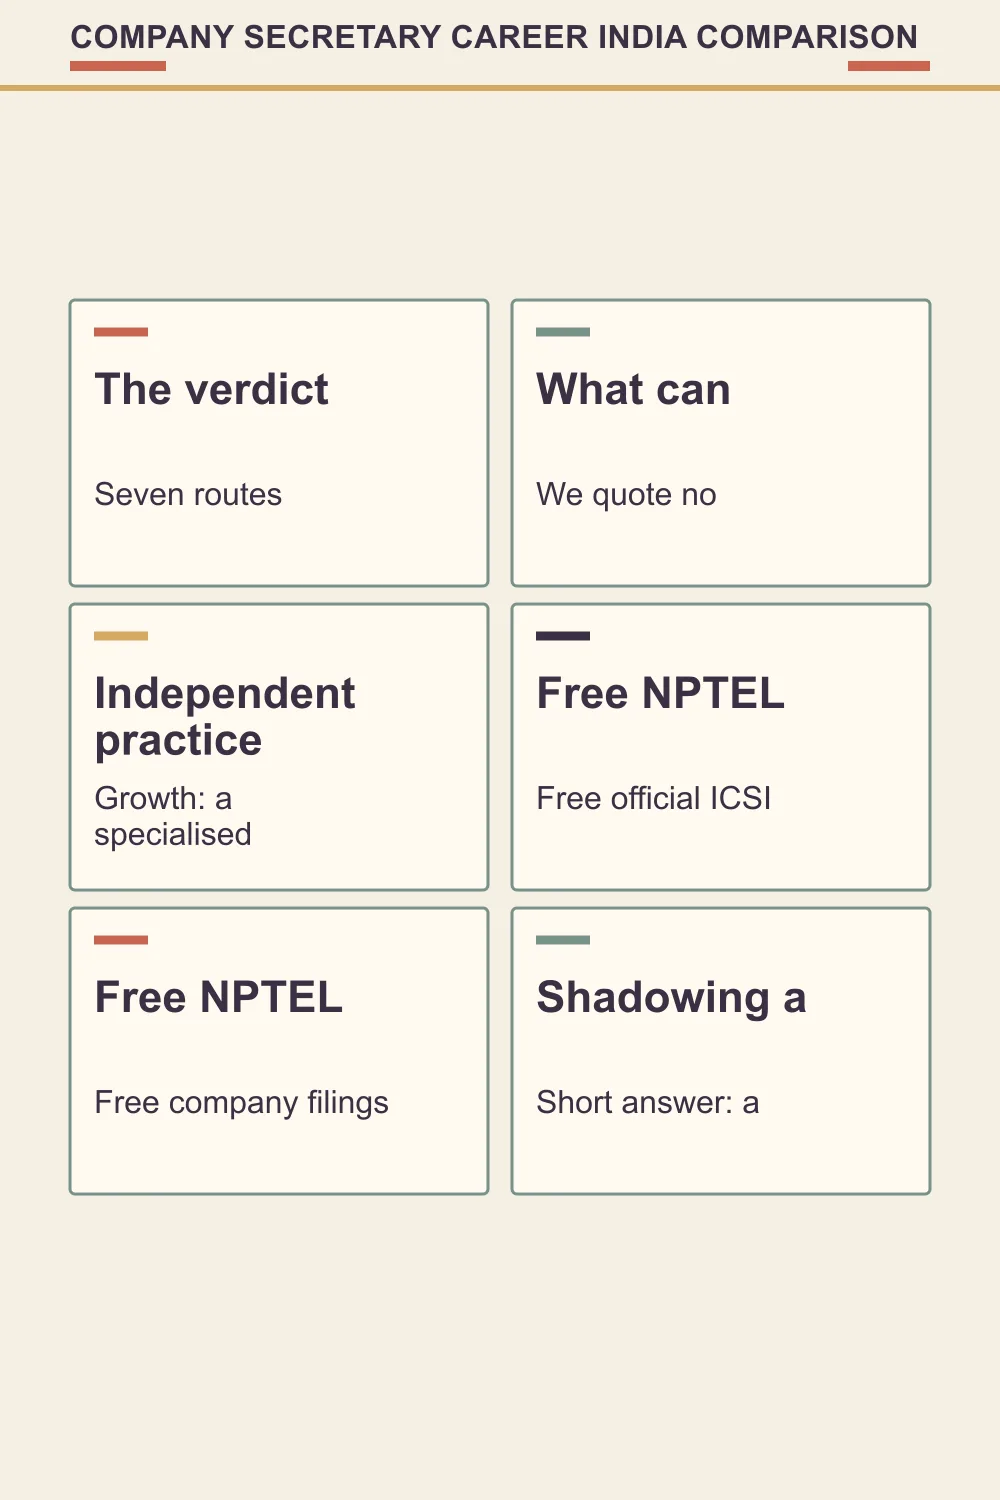 COMPANY SECRETARY CAREER INDIA COMPARISON
The verdict
Seven routes
What can
We quote no
Independent
practice
Growth: a
specialised
Free NPTEL
Free official ICSI
Free NPTEL
Free company filings
Shadowing a
Short answer: a